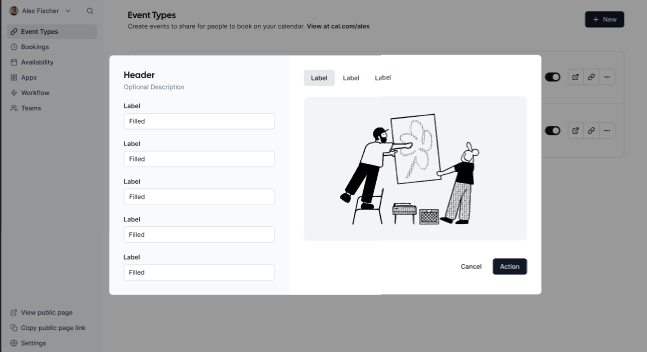 Alex Fischer
Event Types
Bookings
Availability
Apps
Workflow
Teams
View public page
Copy public page link
Settings
Event Types
Create events to share for people to book on your calendar. View at cal.com/alex
+ New
Header
Optional Description
Label
Filled
Label
Filled
Label
Filled
Label
Filled
Label
Filled
Label Label Label
Cancel Action